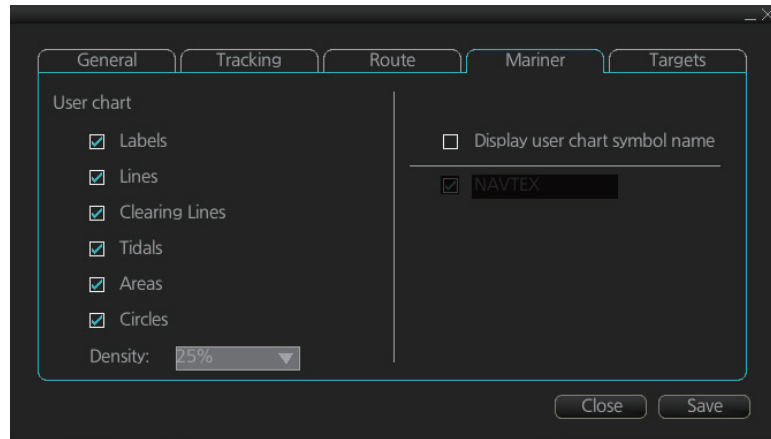 General Tracking Route Mariner Targets
User chart
Labels
Lines
Clearing Lines
Tidals
Areas
Circles
Density: 25%
Display user chart symbol name
NAVTEX
Close Save